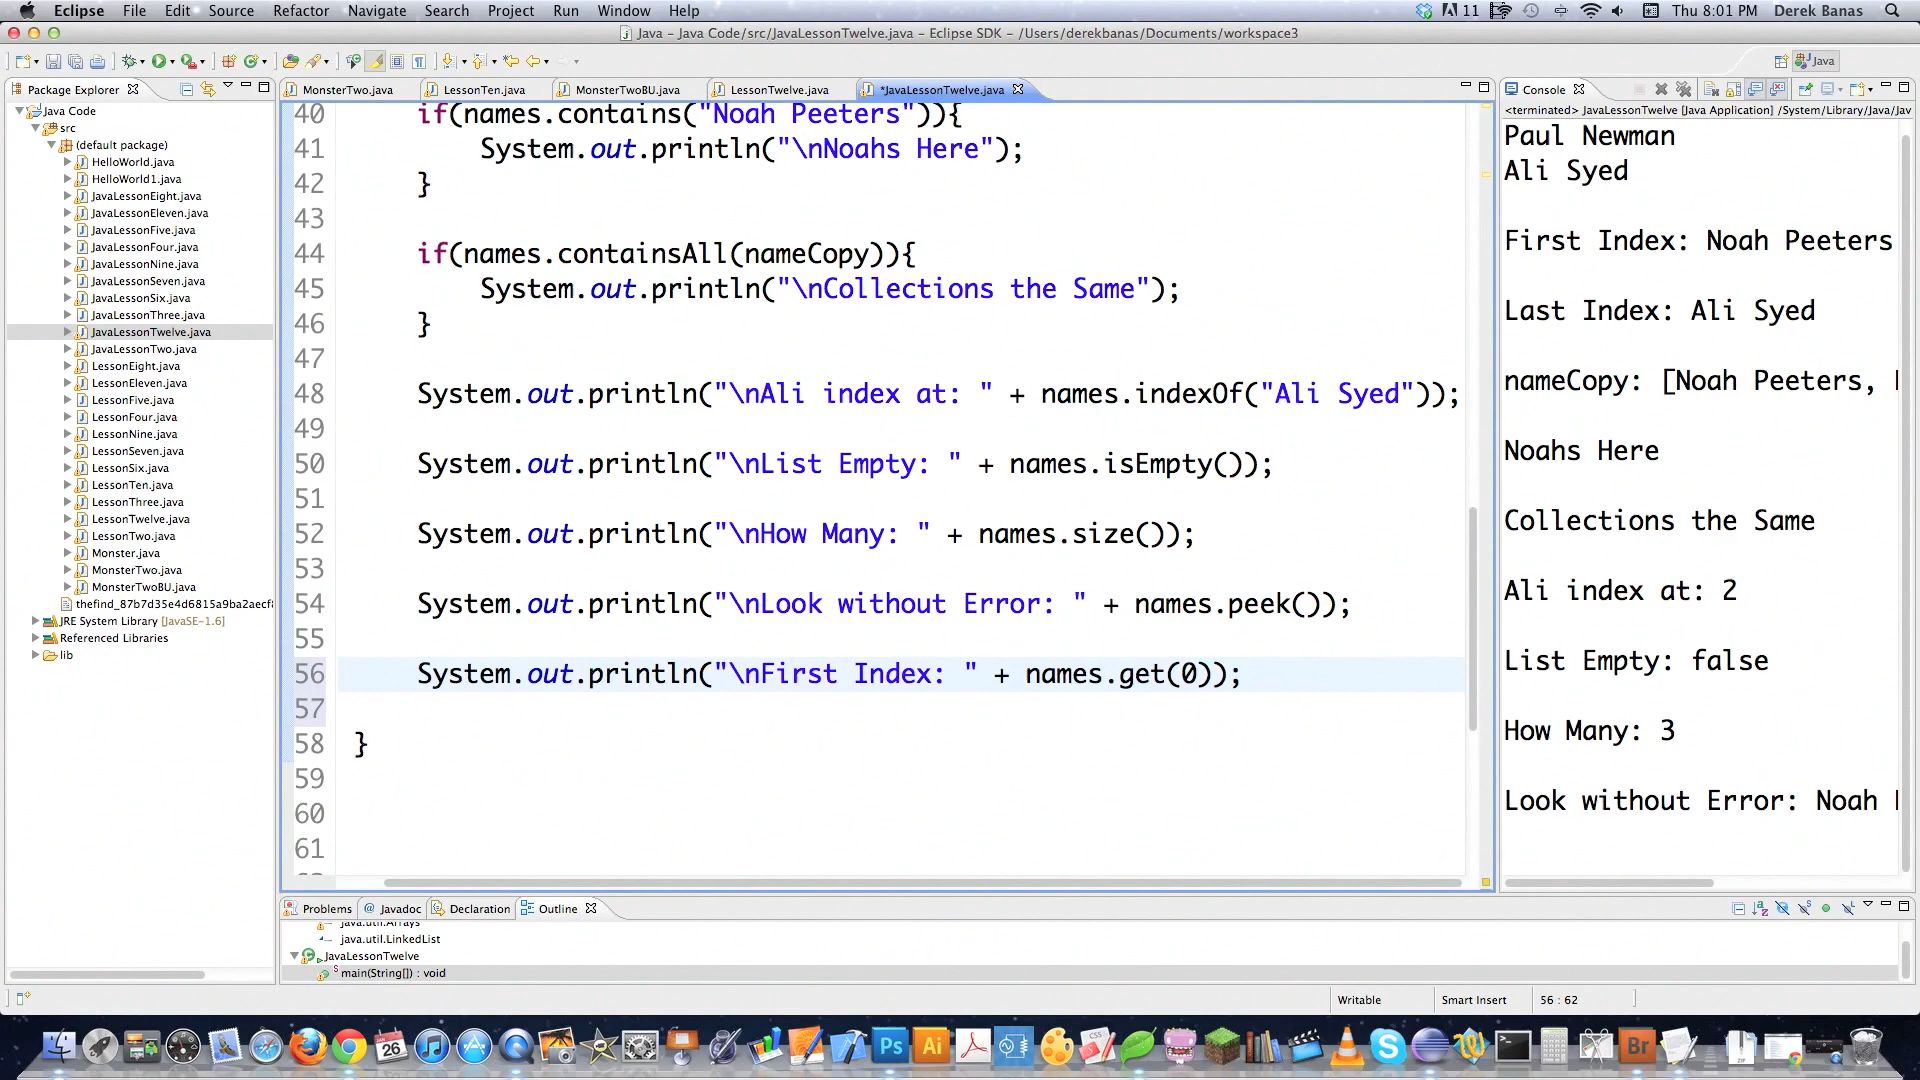 Eclipse File Edit Source Refactor Navigate Search Project Run Window Help 11 Thu 8:01 PM Derek Banas
Java – Java Code/src/JavaLessonTwelve.java – Eclipse SDK – /Users/derekbanas/Documents/workspace3
Java
Package Explorer
Java Code
src
(default package)
HelloWorld.java
HelloWorld1.java
JavaLessonEight.java
JavaLessonEleven.java
JavaLessonFive.java
JavaLessonFour.java
JavaLessonNine.java
JavaLessonSeven.java
JavaLessonSix.java
JavaLessonThree.java
JavaLessonTwelve.java
JavaLessonTwo.java
LessonEight.java
LessonEleven.java
LessonFive.java
LessonFour.java
LessonNine.java
LessonSeven.java
LessonSix.java
LessonTen.java
LessonThree.java
LessonTwelve.java
LessonTwo.java
Monster.java
MonsterTwo.java
MonsterTwoBU.java
thefind_87b7d35e4d6815a9ba2aecf8
JRE System Library [JavaSE-1.6]
Referenced Libraries
lib
MonsterTwo.java LessonTen.java MonsterTwoBU.java LessonTwelve.java *JavaLessonTwelve.java
40 if(names.contains("Noah Peeters")){
41 System.out.println("\nNoahs Here");
42 }
43
44 if(names.containsAll(nameCopy)){
45 System.out.println("\nCollections the Same");
46 }
47
48 System.out.println("\nAli index at: " + names.indexOf("Ali Syed"));
49
50 System.out.println("\nList Empty: " + names.isEmpty());
51
52 System.out.println("\nHow Many: " + names.size());
53
54 System.out.println("\nLook without Error: " + names.peek());
55
56 System.out.println("\nFirst Index: " + names.get(0));
57
58 }
59
60
61
Console
<terminated> JavaLessonTwelve [Java Application] /System/Library/Java/Jav
Paul Newman
Ali Syed
First Index: Noah Peeters
Last Index: Ali Syed
nameCopy: [Noah Peeters,
Noahs Here
Collections the Same
Ali index at: 2
List Empty: false
How Many: 3
Look without Error: Noah
Problems @ Javadoc Declaration Outline
java.util.Arrays
java.util.LinkedList
JavaLessonTwelve
main(String[]) : void
Writable Smart Insert 56 : 62
26 Ps Ai CSS Br